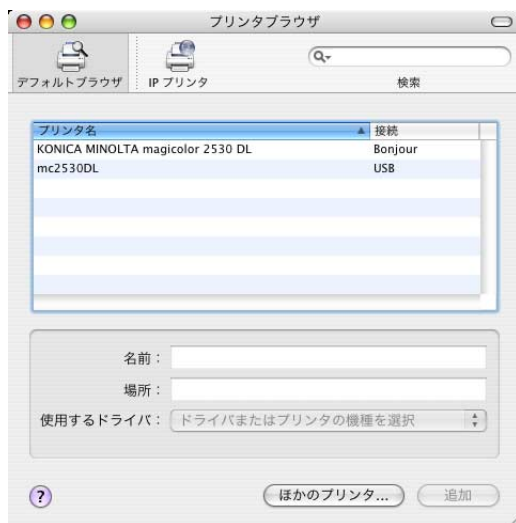 プリンタブラウザ
デフォルトブラウザ IP プリンタ 検索
プリンタ名 接続
KONICA MINOLTA magicolor 2530 DL Bonjour
mc2530DL USB
名前：
場所：
使用するドライバ： ドライバまたはプリンタの機種を選択
? ほかのプリンタ... 追加